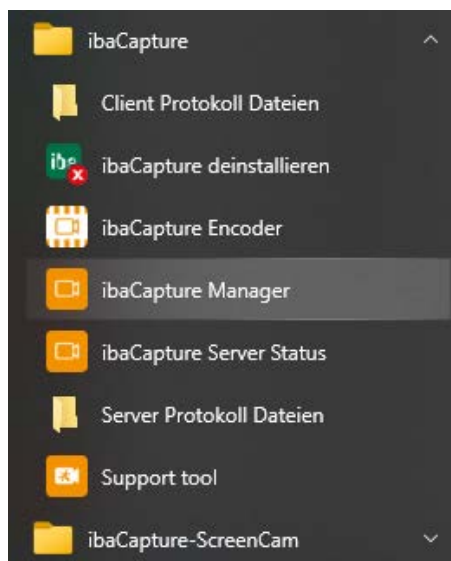 ibaCapture
Client Protokoll Dateien
iba
ibaCapture deinstallieren
ibaCapture Encoder
ibaCapture Manager
ibaCapture Server Status
Server Protokoll Dateien
Support tool
ibaCapture-ScreenCam